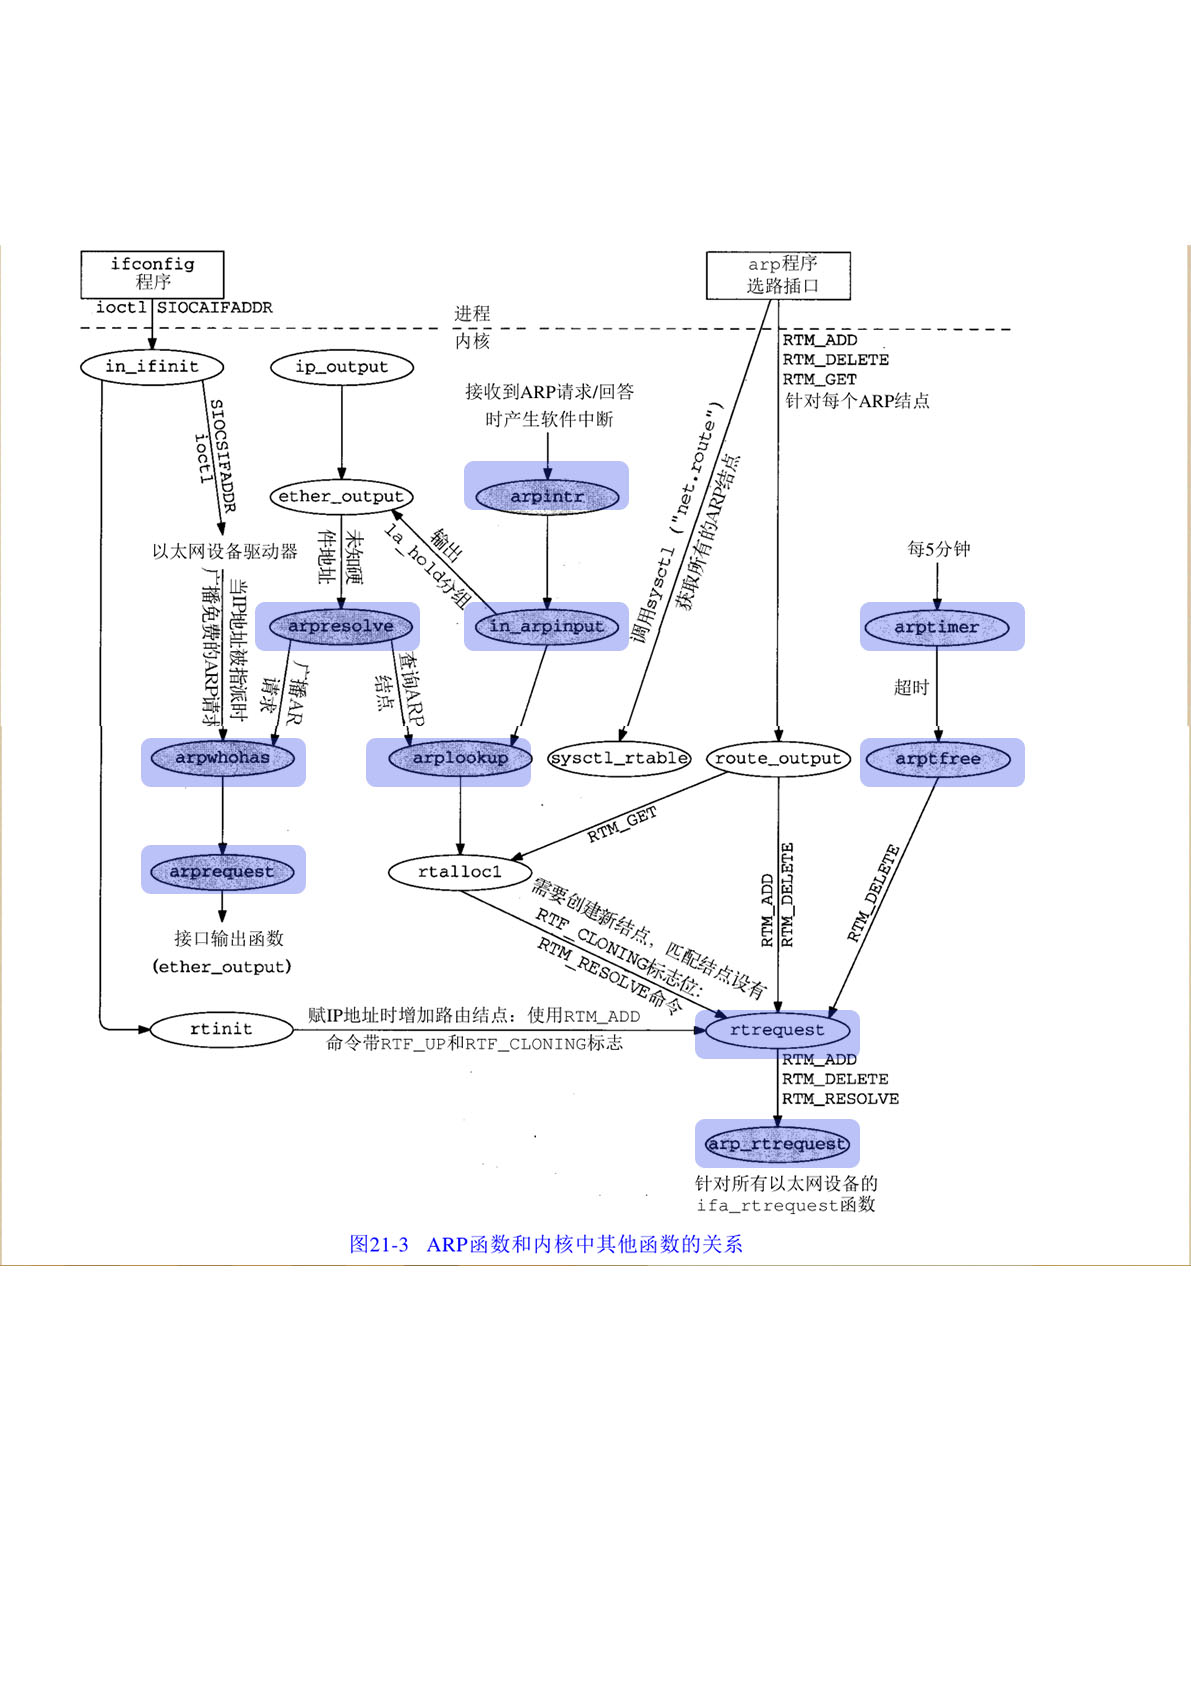 ifconfig
程序
arp程序
选路插口
ioctl SIOCAIFADDR
进程
内核
RTM_ADD
RTM_DELETE
RTM_GET
针对每个ARP结点
in_ifinit
ip_output
接收到ARP请求/回答
时产生软件中断
SIOCSIFADDR
ioctl
ether_output
arpintr
调用sysctl ("net.route")
获取所有的ARP结点
以太网设备驱动器
未知硬
件地址
输出
la_hold分组
每5分钟
当IP地址被指派时
广播免费的ARP请求
arpresolve
in_arpinput
arptimer
广播AR
请求
查询ARP
结点
超时
arpwhohas
arplookup
sysctl_rtable
route_output
arptfree
RTM_GET
arprequest
rtalloc1
RTM_ADD
RTM_DELETE
RTM_DELETE
需要创建新结点，匹配结点设有
RTF_CLONING标志位：
RTM_RESOLVE命令
接口输出函数
(ether_output)
rtinit
赋IP地址时增加路由结点：使用RTM_ADD
命令带RTF_UP和RTF_CLONING标志
rtrequest
RTM_ADD
RTM_DELETE
RTM_RESOLVE
arp_rtrequest
针对所有以太网设备的
ifa_rtrequest函数
图21-3 ARP函数和内核中其他函数的关系